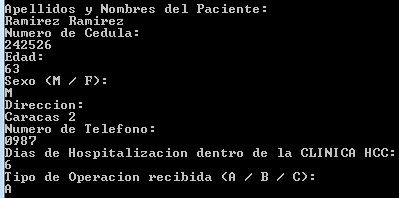 Apellidos y Nombres del Paciente:
Ramirez Ramirez
Numero de Cedula:
242526
Edad:
63
Sexo (M / F):
M
Direccion:
Caracas 2
Numero de Telefono:
0987
Dias de Hospitalizacion dentro de la CLINICA HCC:
6
Tipo de Operacion recibida (A / B / C):
A